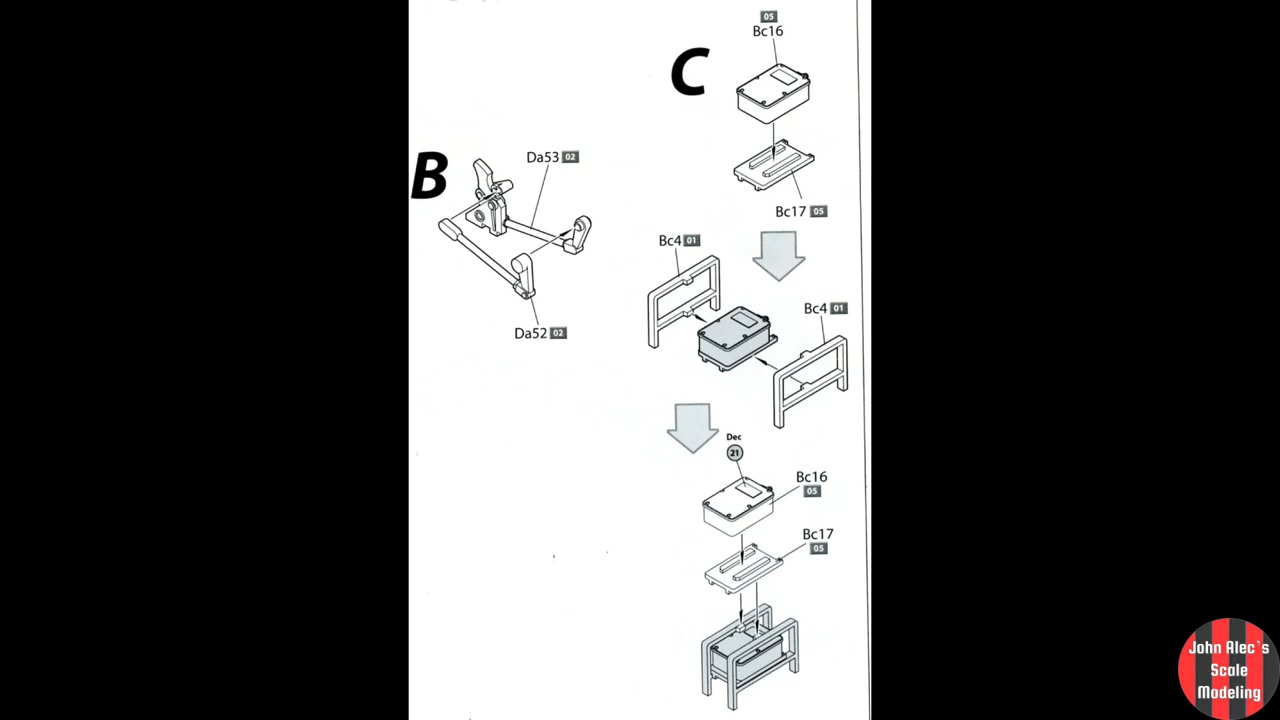 B
Da53 02
Da52 02
C
05
Bc16
Bc17 05
Bc4 01
Bc4 01
Dec
21
Bc16
05
Bc17
05
John Alec`s
Scale
Modeling